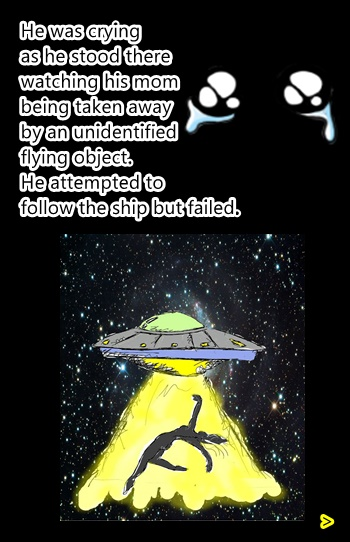 He was crying
as he stood there
watching his mom
being taken away
by an unidentified
flying object.
He attempted to
follow the ship but failed.